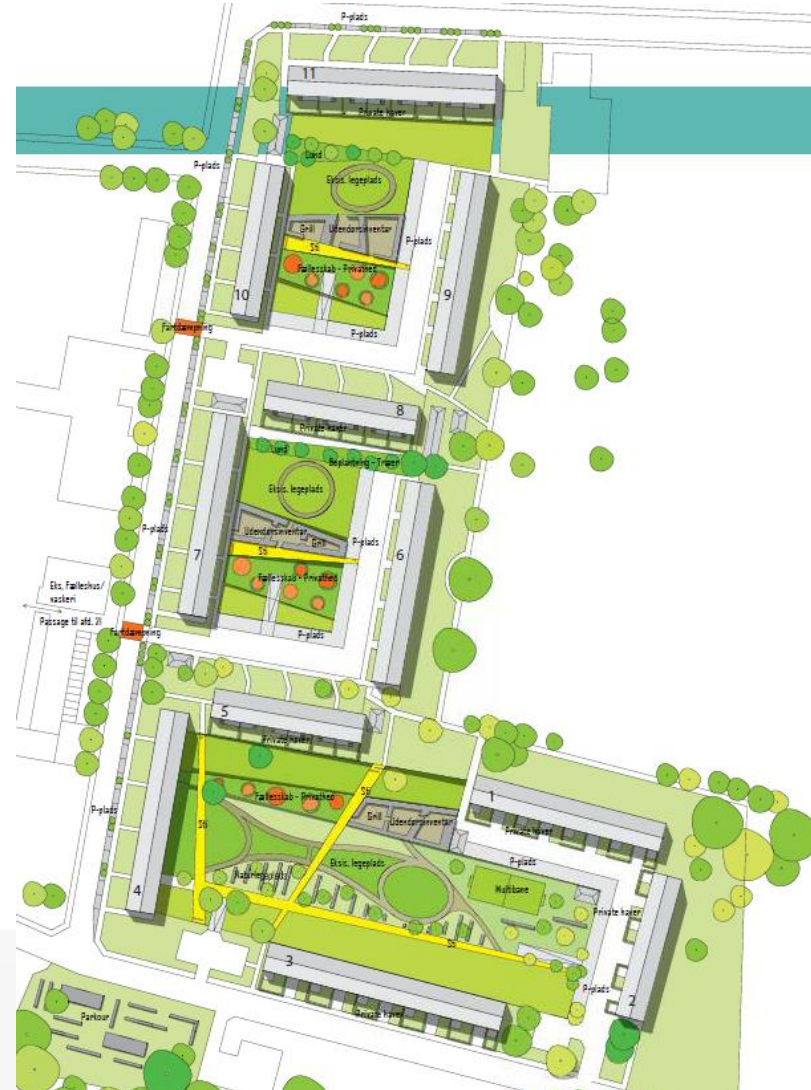 P-plads
11
Private haver
P-plads
Lund
Eksis. legeplads
Grill
Udendørsinventar
P-plads
Sti
Fællesskab - Privathed
10
9
Fartdæmpning
P-plads
8
Private haver
Lund
Beplantning - Træer
Eksis. legeplads
P-plads
Udendørsinventar
Grill
P-plads
7
Sti
6
Eks. Fælleshus/
vaskeri
Fællesskab - Privathed
Passage til afd. 21
Fartdæmpning
P-plads
5
Private haver
Fællesskab - Privathed
Sti
1
P-plads
Sti
Grill
Udendørsinventar
Private haver
Eksis. legeplads
P-plads
Naturlegeplads
Multibane
4
Private haver
Sti
3
P-plads
2
Private haver
Parkour